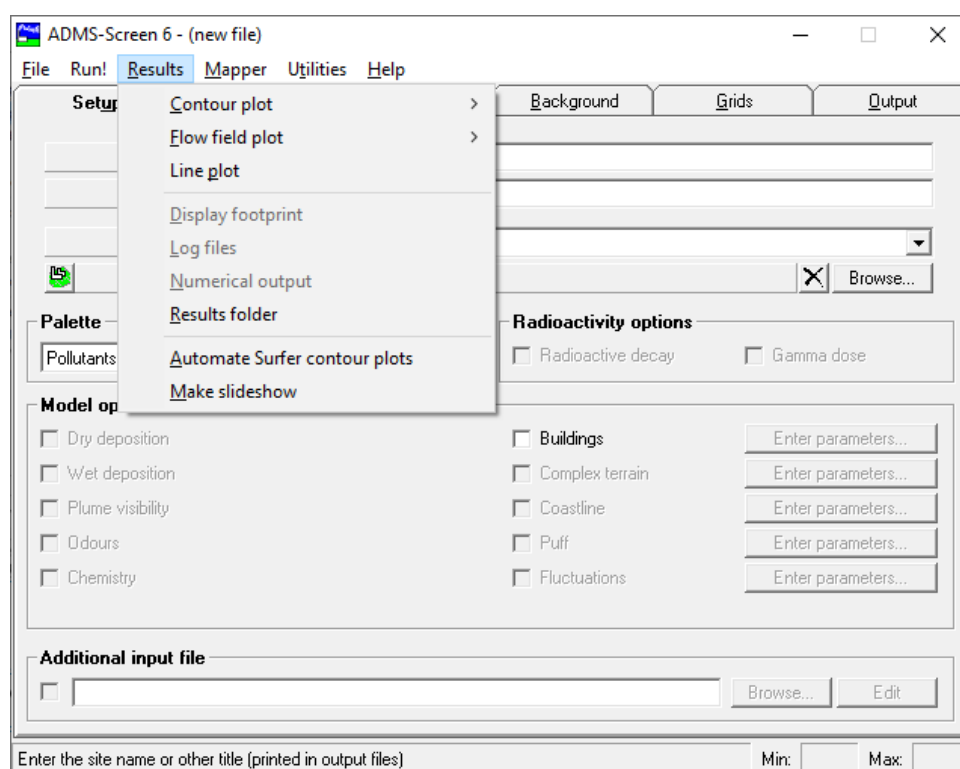 ADMS-Screen 6 - (new file)
File Run! Results Mapper Utilities Help
Setup Background Grids Output
Contour plot
Flow field plot
Line plot
Display footprint
Log files
Numerical output
Browse...
Results folder
Palette Radioactivity options
Pollutants Radioactive decay Gamma dose
Automate Surfer contour plots
Make slideshow
Model op
Dry deposition Buildings Enter parameters...
Wet deposition Complex terrain Enter parameters...
Plume visibility Coastline Enter parameters...
Odours Puff Enter parameters...
Chemistry Fluctuations Enter parameters...
Additional input file
Browse... Edit
Enter the site name or other title (printed in output files) Min: Max: